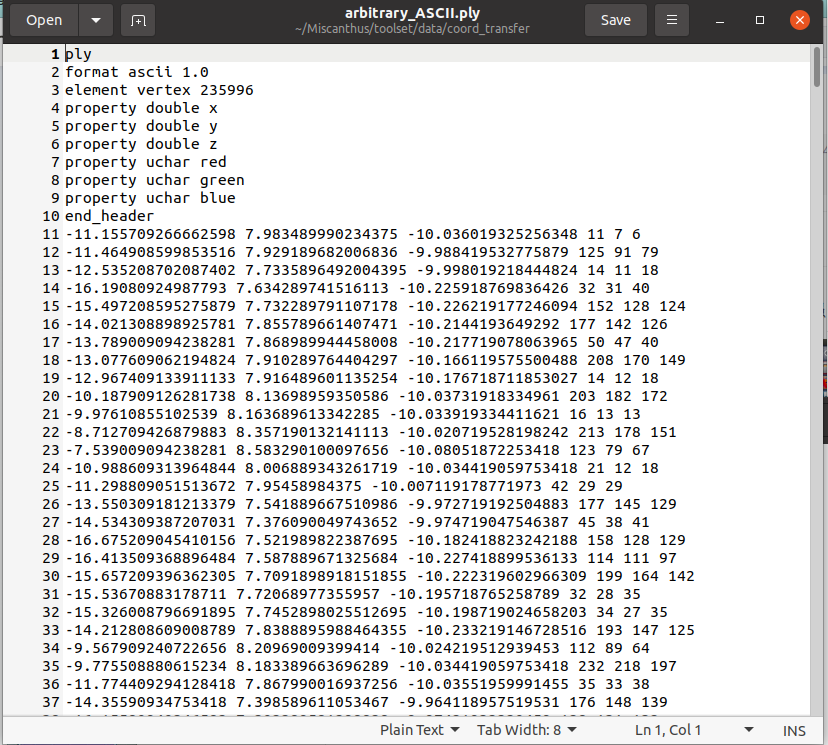 Open
arbitrary_ASCII.ply
~/Miscanthus/toolset/data/coord_transfer
Save
1 ply
2 format ascii 1.0
3 element vertex 235996
4 property double x
5 property double y
6 property double z
7 property uchar red
8 property uchar green
9 property uchar blue
10 end_header
11 -11.155709266662598 7.983489990234375 -10.036019325256348 11 7 6
12 -11.464908599853516 7.929189682006836 -9.988419532775879 125 91 79
13 -12.535208702087402 7.7335896492004395 -9.998019218444824 14 11 18
14 -16.19080924987793 7.634289741516113 -10.225918769836426 32 31 40
15 -15.497208595275879 7.732289791107178 -10.226219177246094 152 128 124
16 -14.021308898925781 7.855789661407471 -10.2144193649292 177 142 126
17 -13.789009094238281 7.868989944458008 -10.217719078063965 50 47 40
18 -13.077609062194824 7.910289764404297 -10.166119575500488 208 170 149
19 -12.967409133911133 7.916489601135254 -10.176718711853027 14 12 18
20 -10.187909126281738 8.13698959350586 -10.03731918334961 203 182 172
21 -9.97610855102539 8.163689613342285 -10.033919334411621 16 13 13
22 -8.712709426879883 8.357190132141113 -10.020719528198242 213 178 151
23 -7.539009094238281 8.583290100097656 -10.08051872253418 123 79 67
24 -10.988609313964844 8.006889343261719 -10.034419059753418 21 12 18
25 -11.298809051513672 7.95458984375 -10.007119178771973 42 29 29
26 -13.550309181213379 7.541889667510986 -9.972719192504883 177 145 129
27 -14.534309387207031 7.376090049743652 -9.974719047546387 45 38 41
28 -16.675209045410156 7.521989822387695 -10.182418823242188 158 128 129
29 -16.413509368896484 7.587889671325684 -10.227418899536133 114 111 97
30 -15.657209396362305 7.7091898918151855 -10.222319602966309 199 164 142
31 -15.53670883178711 7.72068977355957 -10.195718765258789 32 28 35
32 -15.326008796691895 7.7452898025512695 -10.198719024658203 34 27 35
33 -14.212808609008789 7.8388895988464355 -10.233219146728516 193 147 125
34 -9.567909240722656 8.20969009399414 -10.024219512939453 112 89 64
35 -9.775508880615234 8.183389663696289 -10.034419059753418 232 218 197
36 -11.774409294128418 7.867990016937256 -10.03551959991455 35 33 38
37 -14.35590934753418 7.398589611053467 -9.964118957519531 176 148 139
Plain Text
Tab Width: 8
Ln 1, Col 1
INS